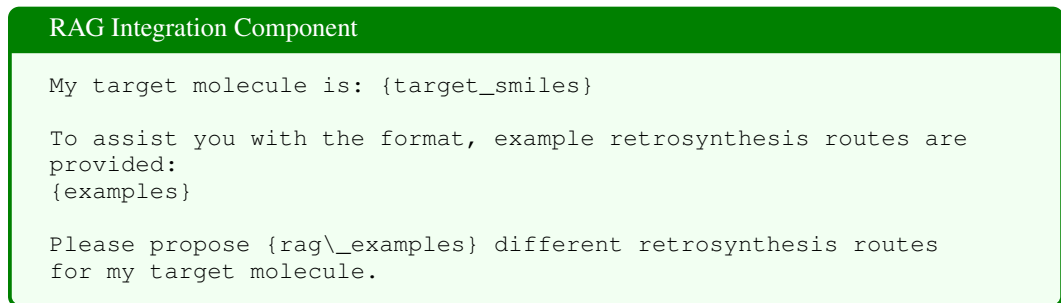 RAG Integration Component
My target molecule is: {target_smiles}
To assist you with the format, example retrosynthesis routes are
provided:
{examples}
Please propose {rag\_examples} different retrosynthesis routes
for my target molecule.